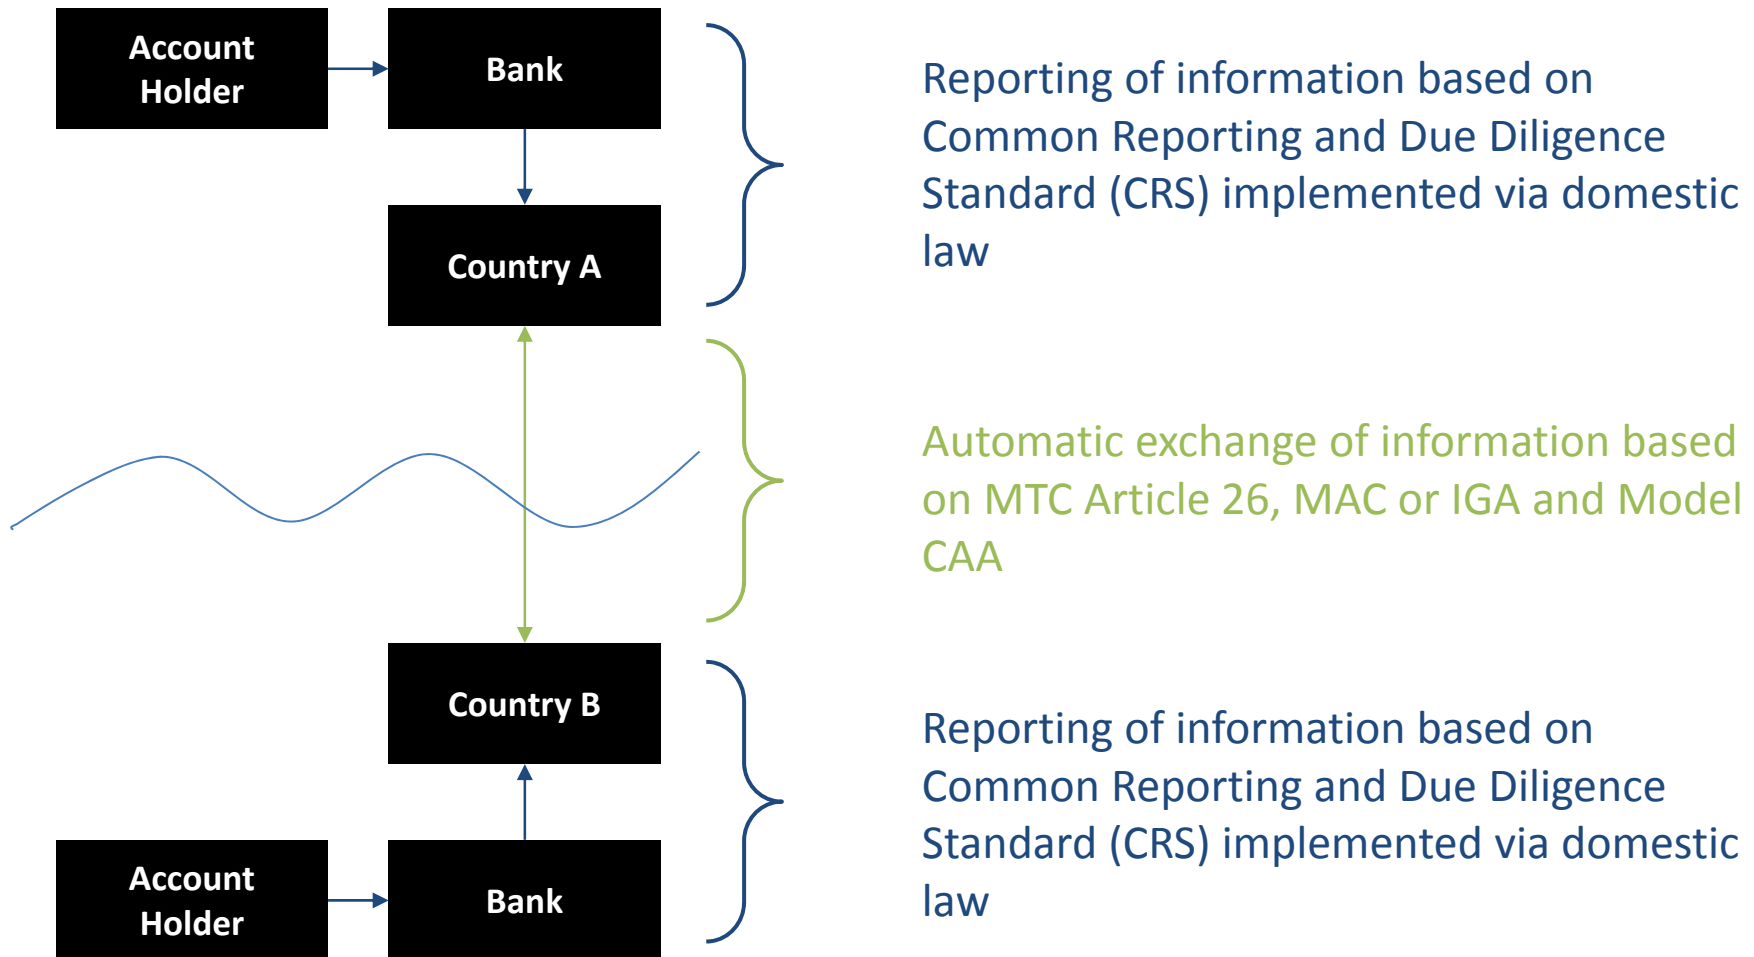 Account
Holder
Bank
Country A
Reporting of information based on
Common Reporting and Due Diligence
Standard (CRS) implemented via domestic
law
Automatic exchange of information based
on MTC Article 26, MAC or IGA and Model
CAA
Country B
Account
Holder
Bank
Reporting of information based on
Common Reporting and Due Diligence
Standard (CRS) implemented via domestic
law